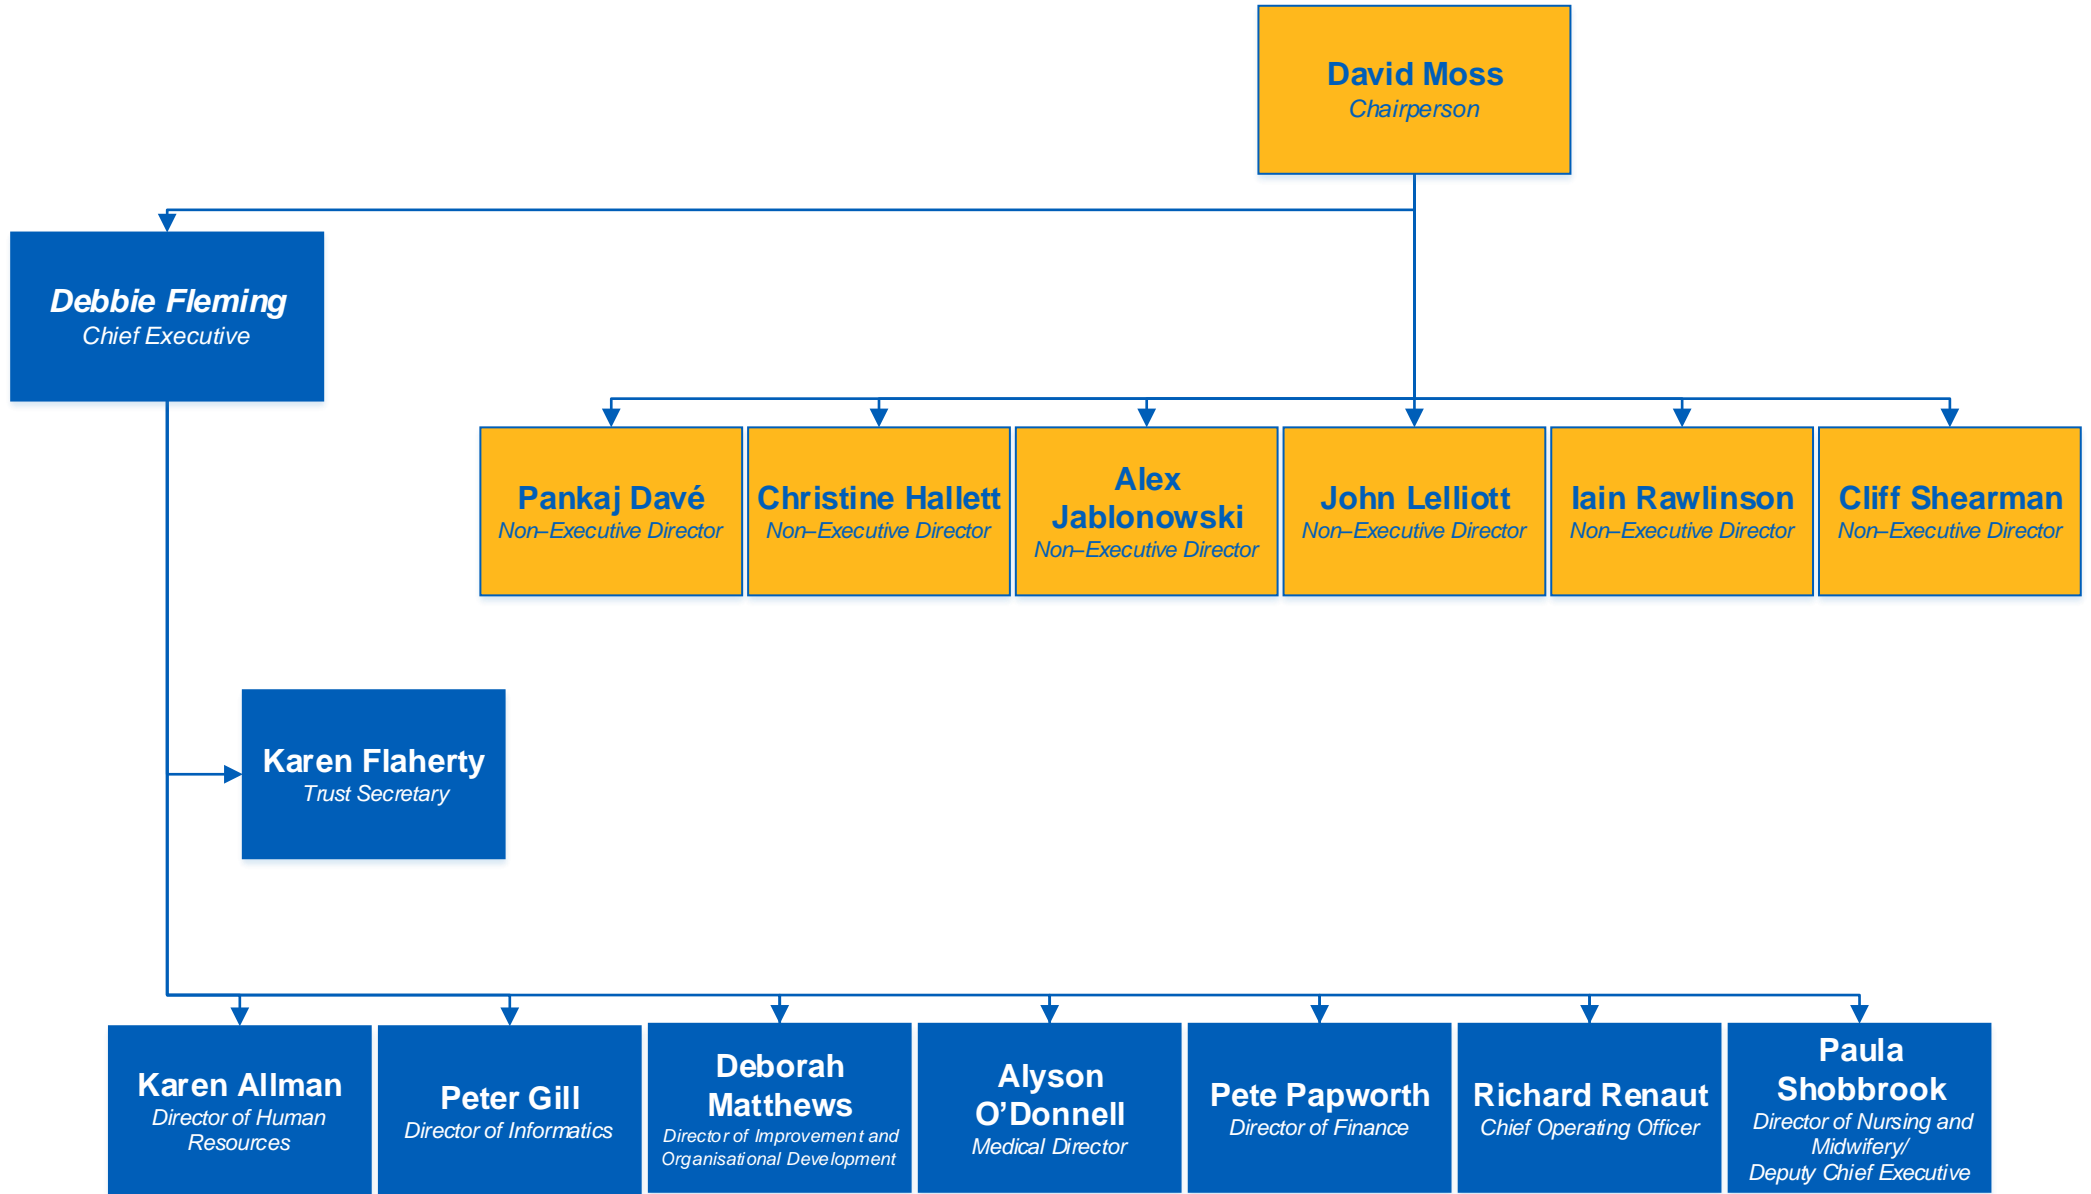 David Moss
Chairperson
Debbie Fleming
Chief Executive
Pankaj Davé
Non–Executive Director
Christine Hallett
Non–Executive Director
Alex
Jablonowski
Non–Executive Director
John Lelliott
Non–Executive Director
Iain Rawlinson
Non–Executive Director
Cliff Shearman
Non–Executive Director
Karen Flaherty
Trust Secretary
Karen Allman
Director of Human
Resources
Peter Gill
Director of Informatics
Deborah
Matthews
Director of Improvement and
Organisational Development
Alyson
O’Donnell
Medical Director
Pete Papworth
Director of Finance
Richard Renaut
Chief Operating Officer
Paula
Shobbrook
Director of Nursing and
Midwifery/
Deputy Chief Executive